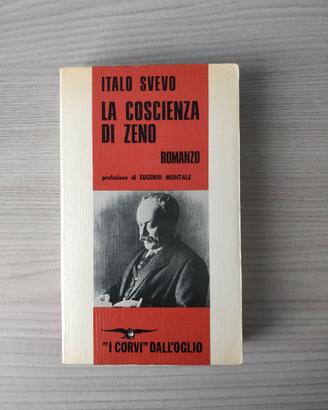 ITALO SVEVO
LA COSCIENZA
DI ZENO
ROMANZO
prefazione di EUGENIO MONTALE
"I CORVI" DALL'OGLIO